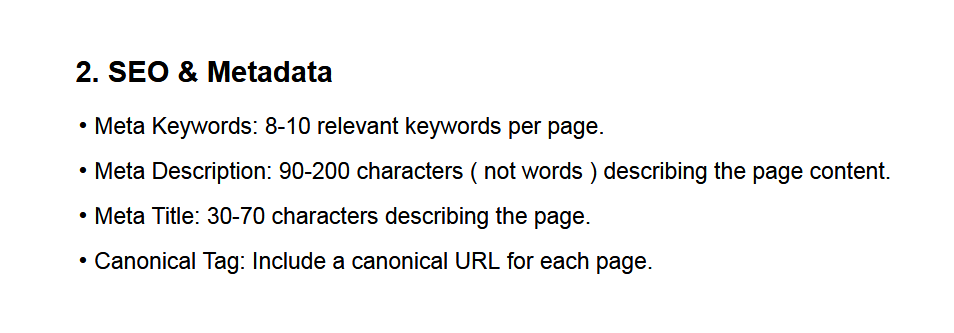 2. SEO & Metadata
• Meta Keywords: 8-10 relevant keywords per page.
• Meta Description: 90-200 characters ( not words ) describing the page content.
• Meta Title: 30-70 characters describing the page.
• Canonical Tag: Include a canonical URL for each page.